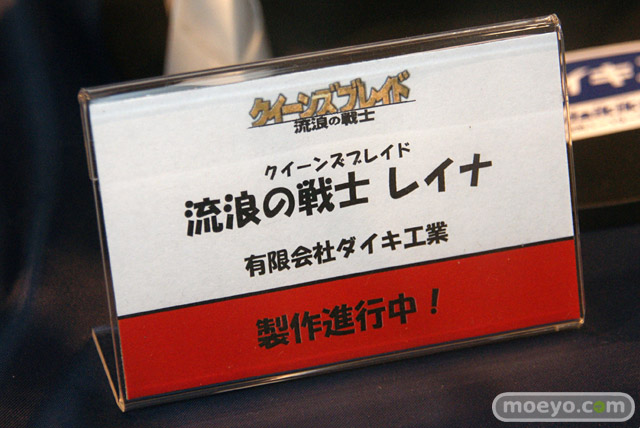 クイーンズブレイド
流浪の戦士
クイーンズブレイド
流浪の戦士 レイナ
有限会社ダイキ工業
製作進行中！
moeyo.com